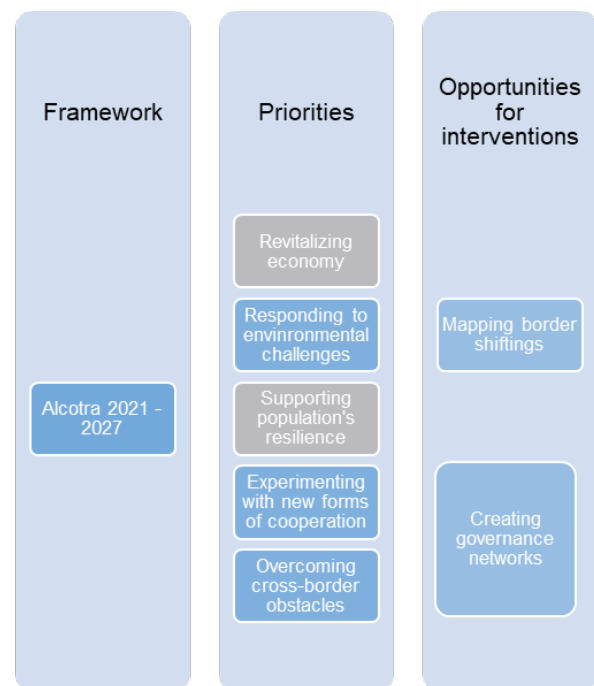 Framework
Alcotra 2021 -
2027
Priorities
Revitalizing
economy
Responding to
envinronmental
challenges
Supporting
population's
resilience
Experimenting
with new forms
of cooperation
Overcoming
cross-border
obstacles
Opportunities
for
interventions
Mapping border
shiftings
Creating
governance
networks